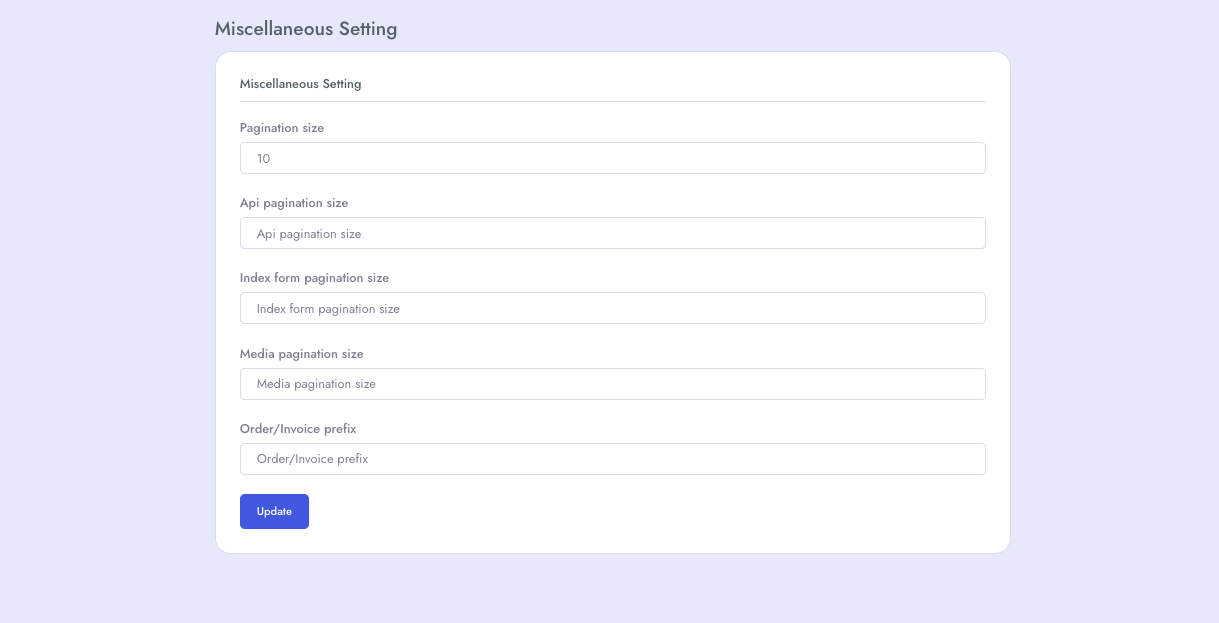 Miscellaneous Setting
Miscellaneous Setting
Pagination size
10
Api pagination size
Api pagination size
Index form pagination size
Index form pagination size
Media pagination size
Media pagination size
Order/Invoice prefix
Order/Invoice prefix
Update